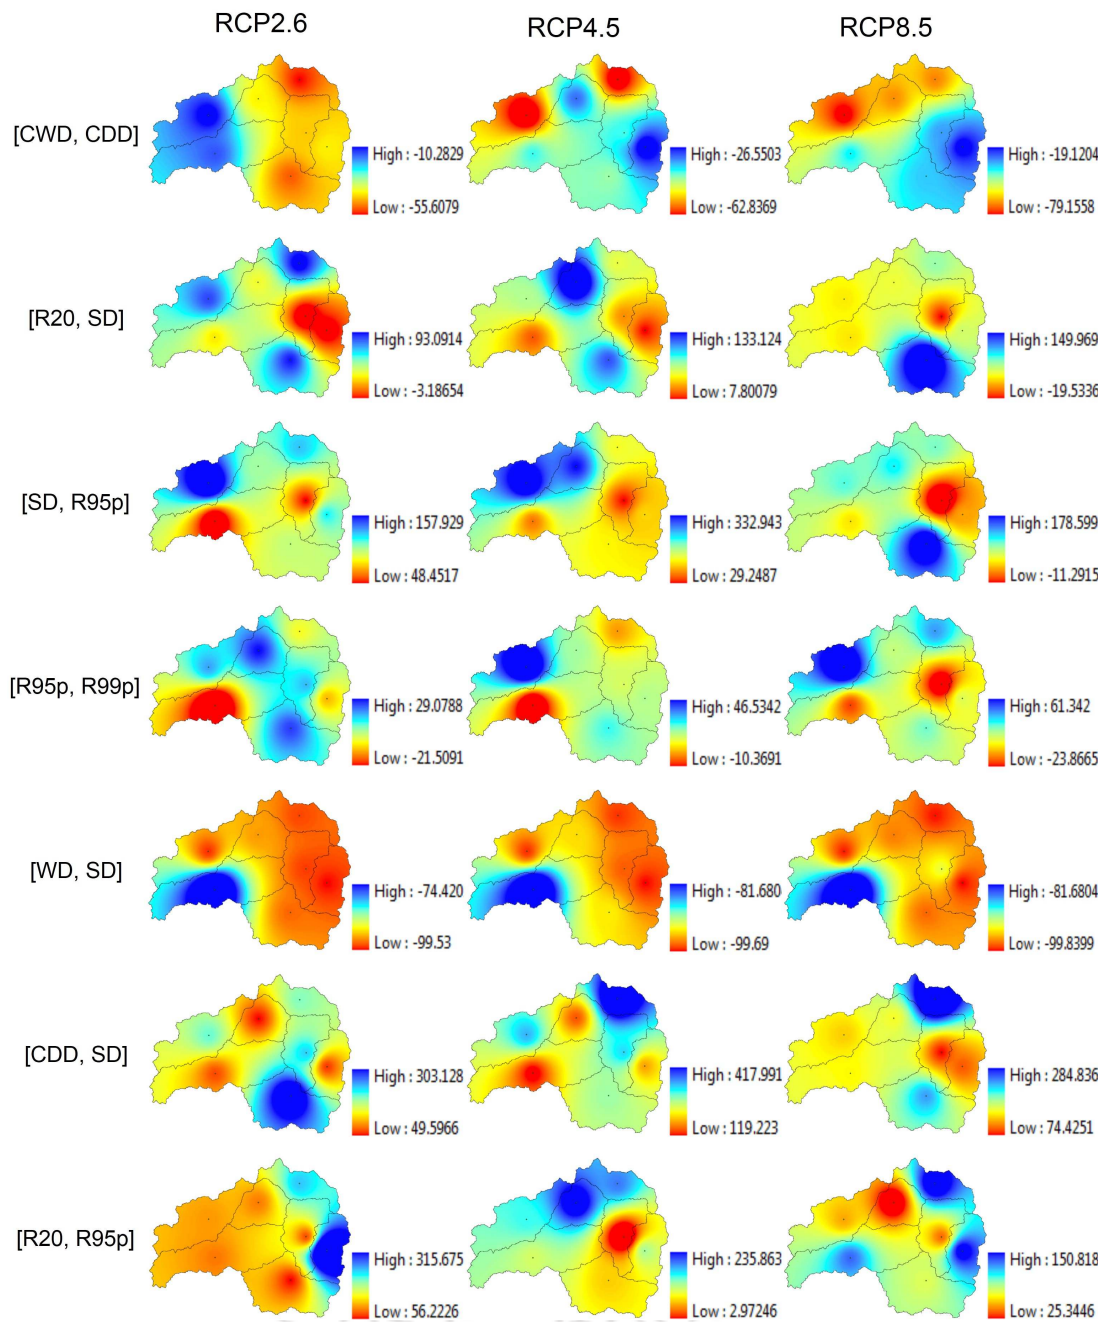 RCP2.6 RCP4.5 RCP8.5
[CWD, CDD]
High : -10.2829
Low : -55.6079
High : -26.5503
Low : -62.8369
High : -19.1204
Low : -79.1558
[R20, SD]
High : 93.0914
Low : -3.18654
High : 133.124
Low : 7.80079
High : 149.969
Low : -19.5336
[SD, R95p]
High : 157.929
Low : 48.4517
High : 332.943
Low : 29.2487
High : 178.599
Low : -11.2915
[R95p, R99p]
High : 29.0788
Low : -21.5091
High : 46.5342
Low : -10.3691
High : 61.342
Low : -23.8665
[WD, SD]
High : -74.420
Low : -99.53
High : -81.680
Low : -99.69
High : -81.6804
Low : -99.8399
[CDD, SD]
High : 303.128
Low : 49.5966
High : 417.991
Low : 119.223
High : 284.836
Low : 74.4251
[R20, R95p]
High : 315.675
Low : 56.2226
High : 235.863
Low : 2.97246
High : 150.818
Low : 25.3446